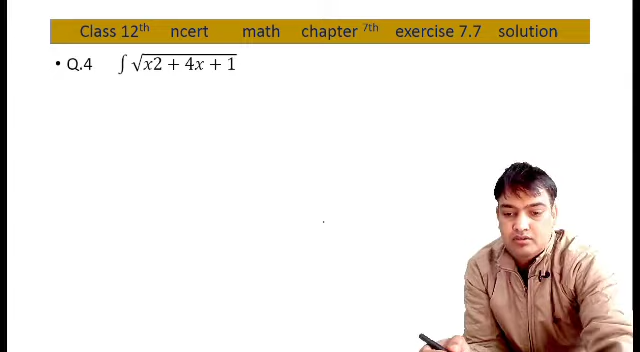 Class 12th ncert math chapter 7th exercise 7.7 solution
• Q.4 ∫ √x2 + 4x + 1